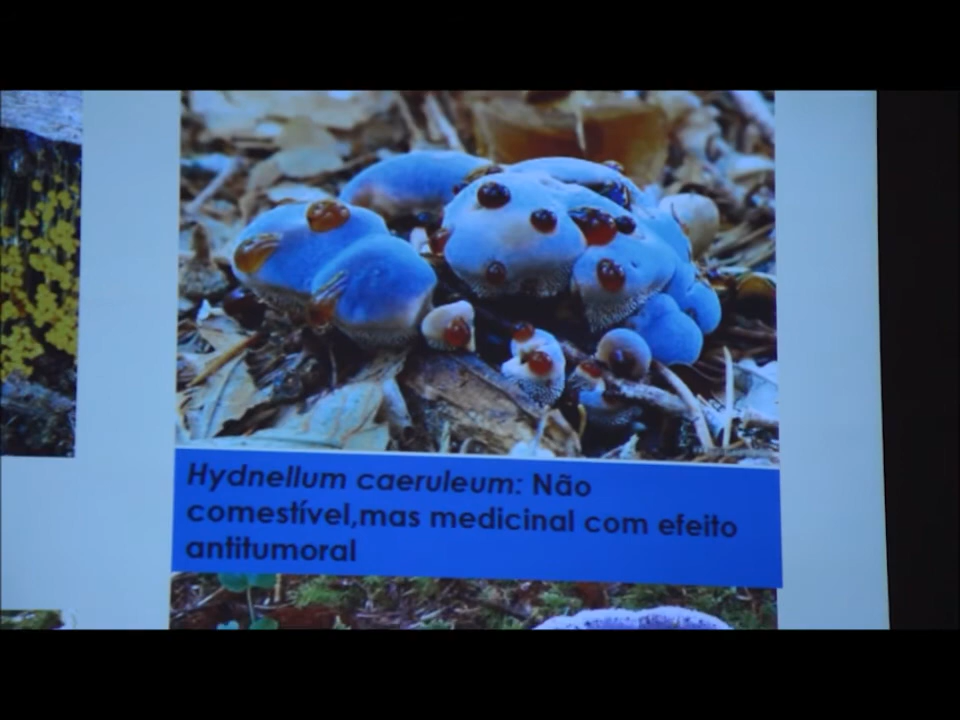 Hydnellum caeruleum: Não
comestível,mas medicinal com efeito
antitumoral